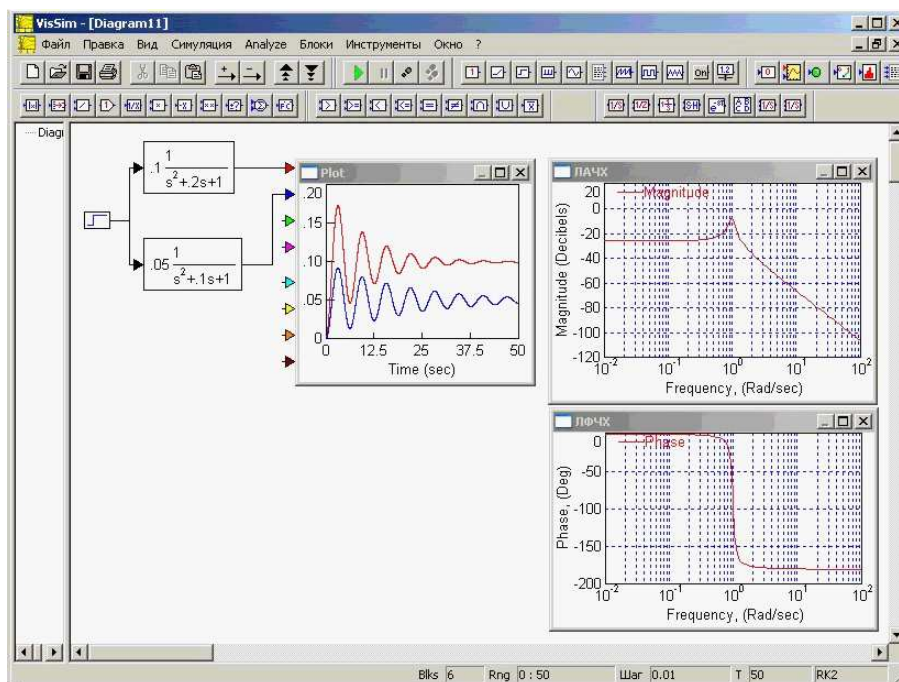 VisSim - [Diagram11]
Файл Правка Вид Симуляция Analyze Блоки Инструменты Окно ?
Diagr
.1 1
s²+.2s+1
.05 1
s²+.1s+1
Plot
.20
.15
.10
.05
0
0 12.5 25 37.5 50
Time (sec)
ЛАЧХ
Magnitude
Magnitude (Decibels)
20
0
-20
-40
-60
-80
-100
-120
10⁻² 10⁻¹ 10⁰ 10¹ 10²
Frequency, (Rad/sec)
ЛФЧХ
Phase
Phase, (Deg)
0
-50
-100
-150
-200
10⁻² 10⁻¹ 10⁰ 10¹ 10²
Frequency, (Rad/sec)
Blks 6 Rng 0 : 50 Шаг 0.01 T 50 RK2